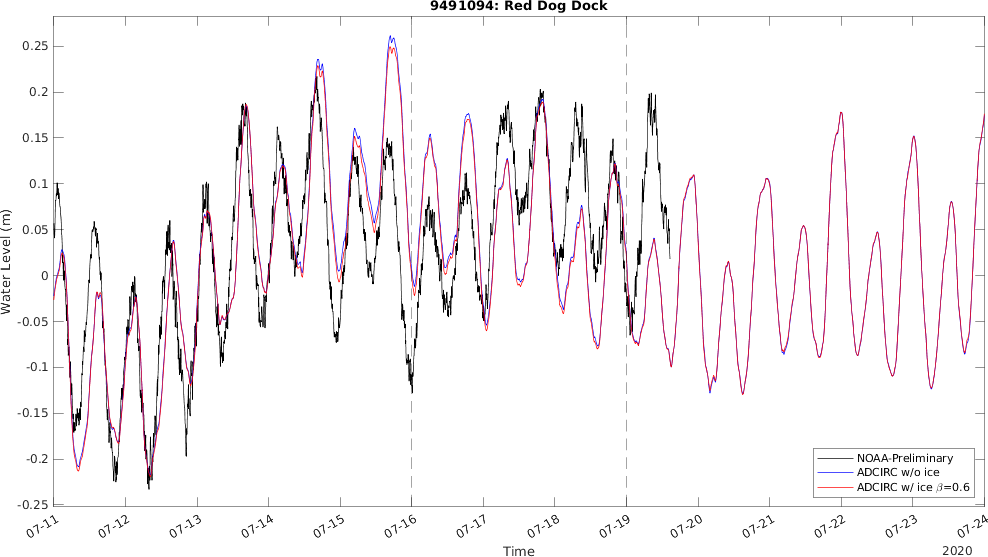 9491094: Red Dog Dock
Water Level (m)
0.25
0.2
0.15
0.1
0.05
0
-0.05
-0.1
-0.15
-0.2
-0.25
NOAA-Preliminary
ADCIRC w/o ice
ADCIRC w/ ice β=0.6
07-11 07-12 07-13 07-14 07-15 07-16 07-17 07-18 07-19 07-20 07-21 07-22 07-23 07-24
Time
2020